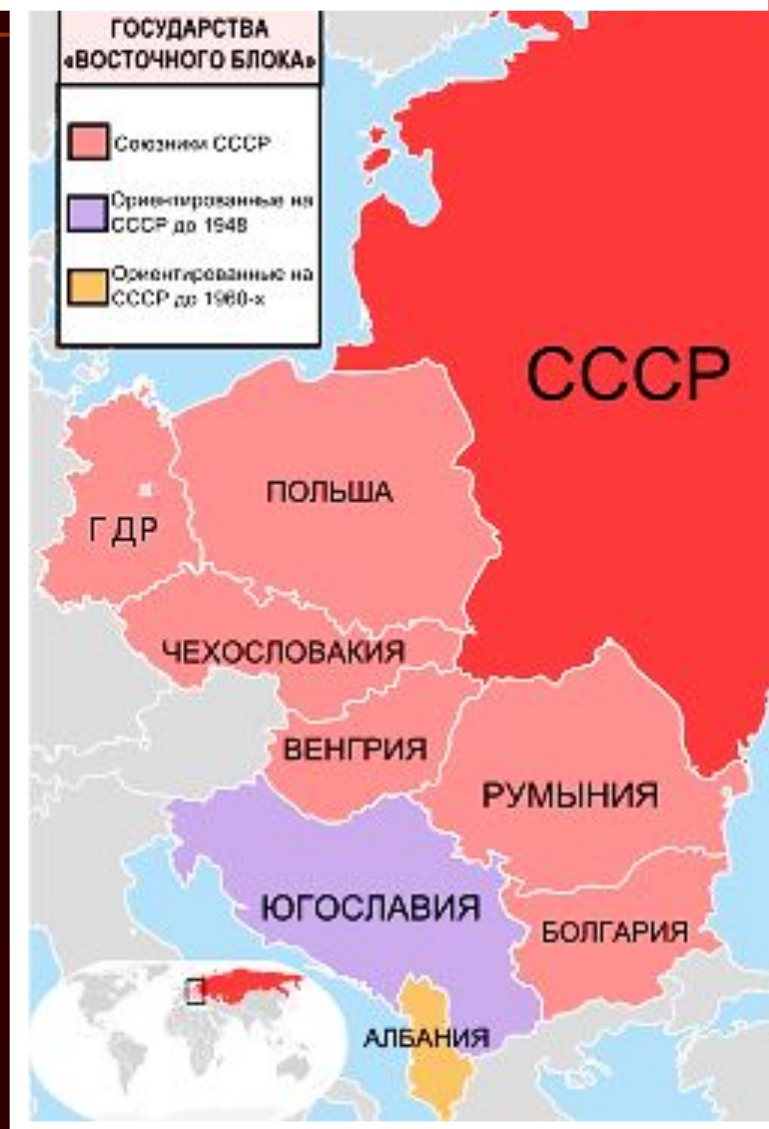 ГОСУДАРСТВА
«ВОСТОЧНОГО БЛОКА»
Союзники СССР
Ориентированные на
СССР до 1948
Ориентированные на
СССР до 1960-х
СССР
ПОЛЬША
ГДР
ЧЕХОСЛОВАКИЯ
ВЕНГРИЯ
РУМЫНИЯ
ЮГОСЛАВИЯ
БОЛГАРИЯ
АЛБАНИЯ